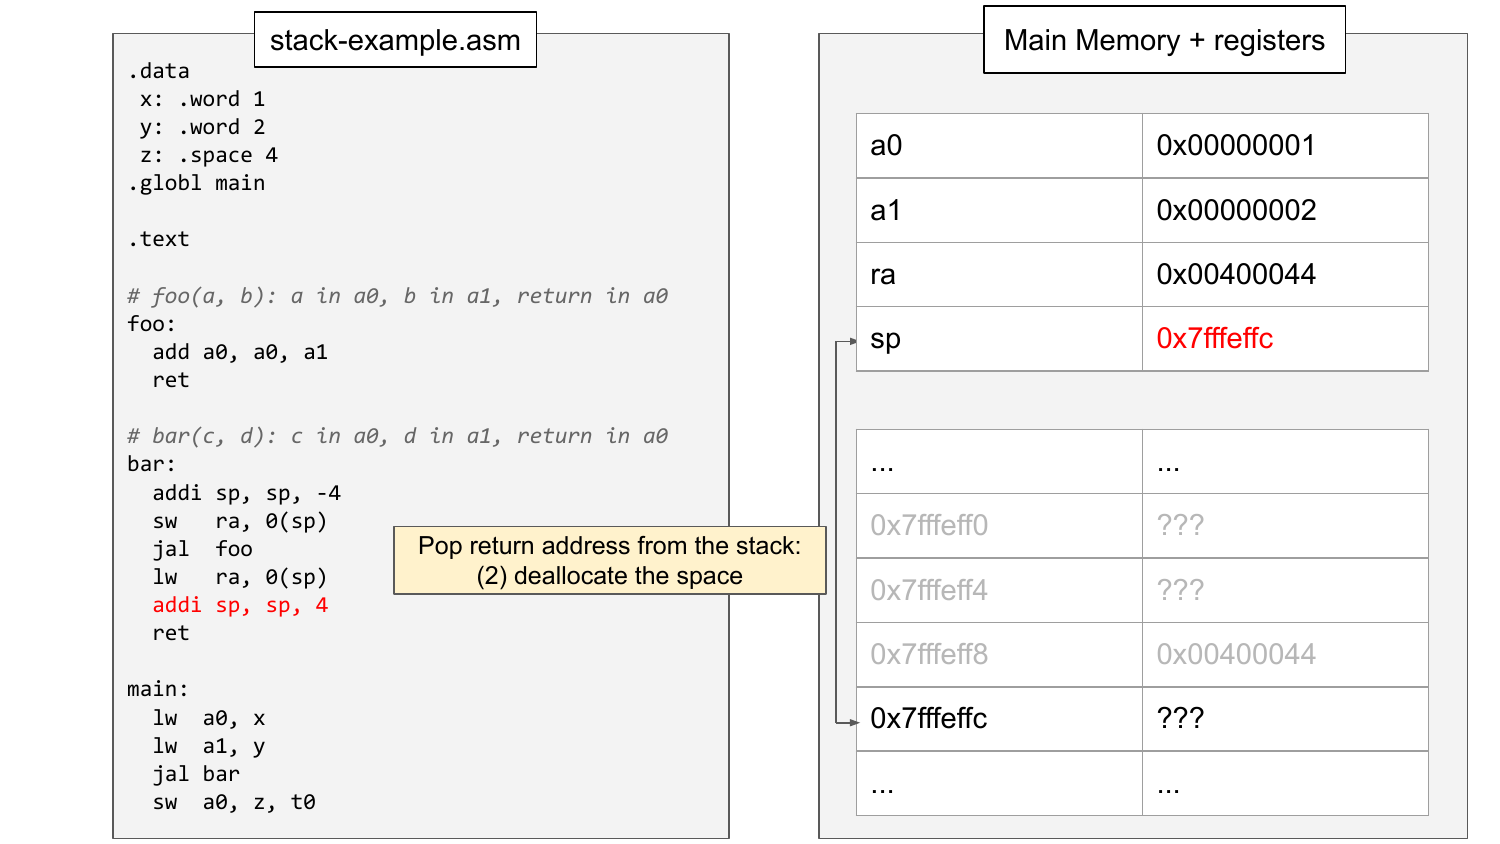 stack-example.asm
.data
 x: .word 1
 y: .word 2
 z: .space 4
.globl main
.text
# foo(a, b): a in a0, b in a1, return in a0
foo:
  add a0, a0, a1
  ret
# bar(c, d): c in a0, d in a1, return in a0
bar:
  addi sp, sp, -4
  sw   ra, 0(sp)
  jal  foo
  lw   ra, 0(sp)
  addi sp, sp, 4
  ret
main:
  lw  a0, x
  lw  a1, y
  jal bar
  sw  a0, z, t0
Pop return address from the stack:
(2) deallocate the space
Main Memory + registers
a0 0x00000001
a1 0x00000002
ra 0x00400044
sp 0x7fffeffc
... ...
0x7fffeff0 ???
0x7fffeff4 ???
0x7fffeff8 0x00400044
0x7fffeffc ???
... ...